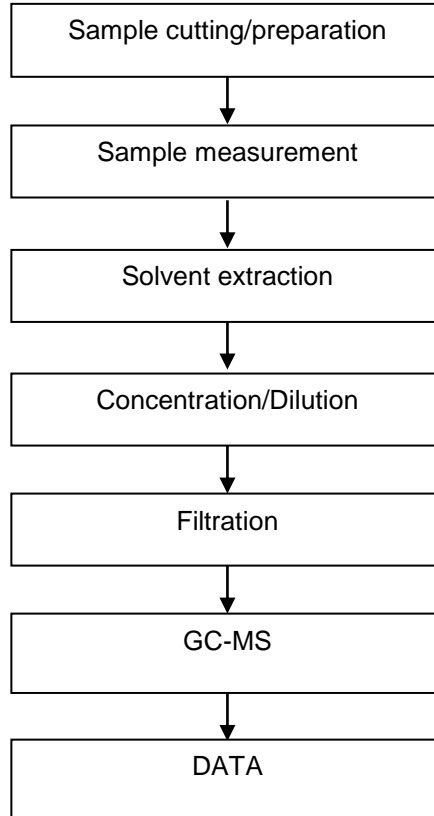 Sample cutting/preparation
Sample measurement
Solvent extraction
Concentration/Dilution
Filtration
GC-MS
DATA